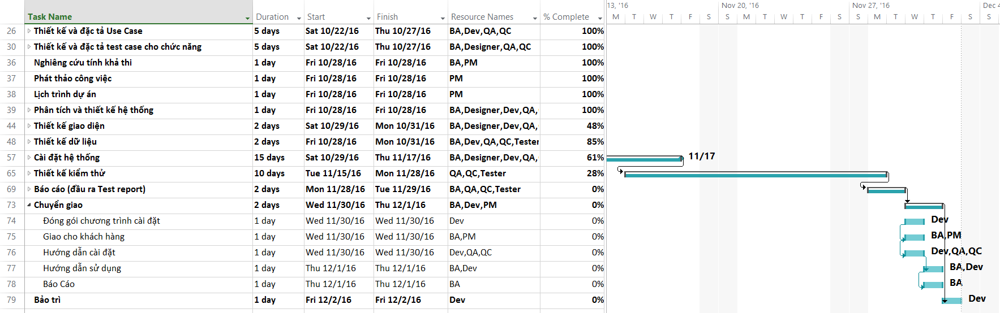 13, '16 Nov 20, '16 Nov 27, '16 Dec 4
Task Name Duration Start Finish Resource Names % Complete M T W T F S S M T W T F S S M T W T F S S
26 Thiết kế và đặc tả Use Case 5 days Sat 10/22/16 Thu 10/27/16 BA,Dev,QA,QC 100%
30 Thiết kế và đặc tả test case cho chức năng 5 days Sat 10/22/16 Thu 10/27/16 BA,Designer,QA,QC 100%
36 Nghiêng cứu tính khả thi 1 day Fri 10/28/16 Fri 10/28/16 BA,PM 100%
37 Phát thảo công việc 1 day Fri 10/28/16 Fri 10/28/16 PM 100%
38 Lịch trình dự án 1 day Fri 10/28/16 Fri 10/28/16 PM 100%
39 Phân tích và thiết kế hệ thống 1 day Fri 10/28/16 Fri 10/28/16 BA,Designer,Dev,QA, 100%
44 Thiết kế giao diện 2 days Sat 10/29/16 Mon 10/31/16 BA,Designer,Dev,QA, 48%
48 Thiết kế dữ liệu 2 days Fri 10/28/16 Mon 10/31/16 BA,Dev,QA,QC,Tester 85%
57 Cài đặt hệ thống 15 days Sat 10/29/16 Thu 11/17/16 BA,Designer,Dev,QA, 61% 11/17
65 Thiết kế kiểm thử 10 days Tue 11/15/16 Mon 11/28/16 QA,QC,Tester 28%
69 Báo cáo (đầu ra Test report) 2 days Mon 11/28/16 Tue 11/29/16 BA,QA,QC,Tester 0%
73 Chuyển giao 2 days Wed 11/30/16 Thu 12/1/16 BA,Dev,PM 0%
74 Đóng gói chương trình cài đặt 1 day Wed 11/30/16 Wed 11/30/16 Dev 0% Dev
75 Giao cho khách hàng 1 day Wed 11/30/16 Wed 11/30/16 BA,PM 0% BA,PM
76 Hướng dẫn cài đặt 1 day Wed 11/30/16 Wed 11/30/16 Dev,QA,QC 0% Dev,QA,QC
77 Hướng dẫn sử dụng 1 day Thu 12/1/16 Thu 12/1/16 BA,Dev 0% BA,Dev
78 Báo Cáo 1 day Thu 12/1/16 Thu 12/1/16 BA 0% BA
79 Bảo trì 1 day Fri 12/2/16 Fri 12/2/16 Dev 0% Dev